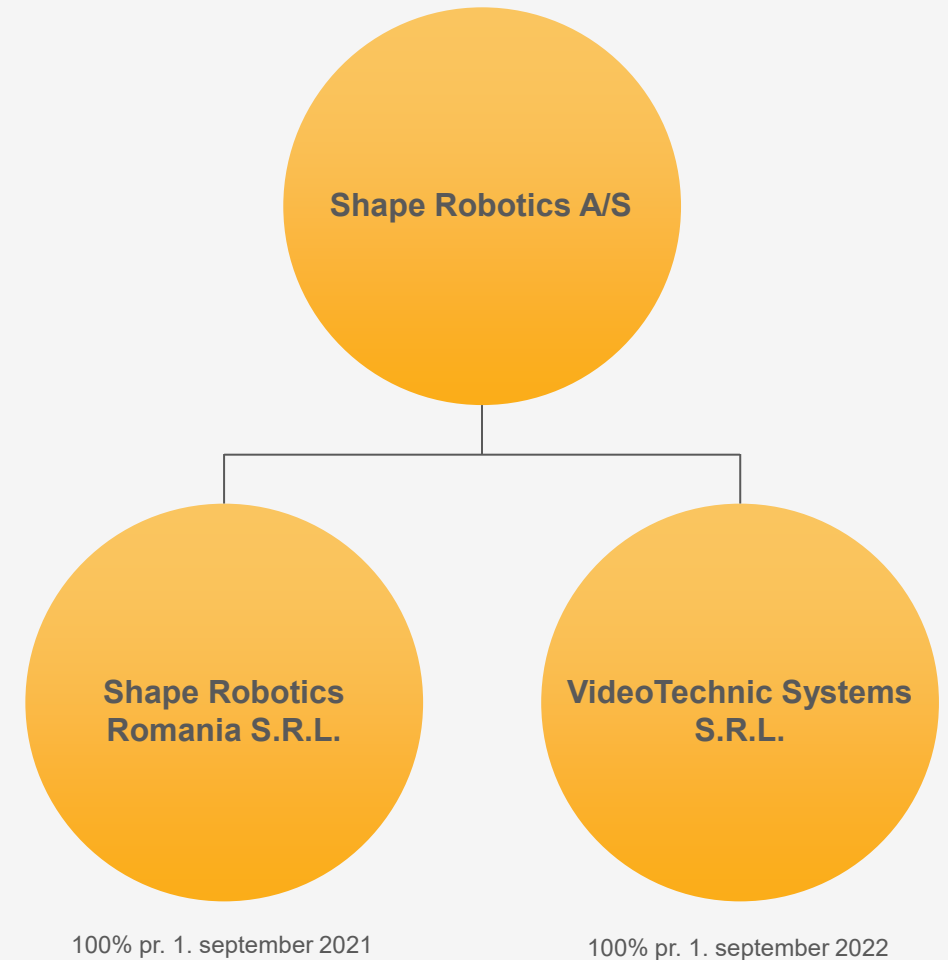 Shape Robotics A/S
Shape Robotics
Romania S.R.L.
VideoTechnic Systems
S.R.L.
100% pr. 1. september 2021
100% pr. 1. september 2022